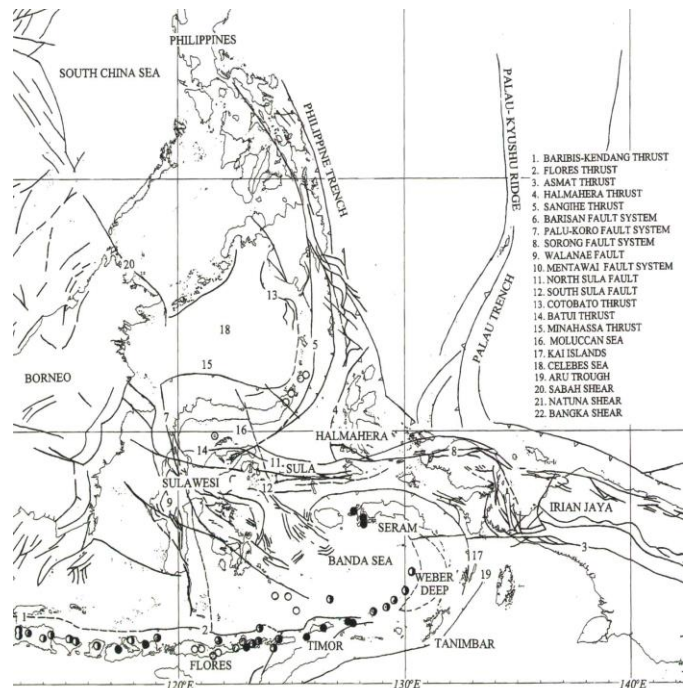 PHILIPPINES
SOUTH CHINA SEA
PHILIPPINE TRENCH
PALAU-KYUSHU RIDGE
1. BARIBIS-KENDANG THRUST
2. FLORES THRUST
3. ASMAT THRUST
4. HALMAHERA THRUST
5. SANGIHE THRUST
6. BARISAN FAULT SYSTEM
7. PALU-KORO FAULT SYSTEM
8. SORONG FAULT SYSTEM
9. WALANAE FAULT
10. MENTAWAI FAULT SYSTEM
11. NORTH SULA FAULT
12. SOUTH SULA FAULT
13. COTOBATO THRUST
14. BATUI THRUST
15. MINAHASSA THRUST
16. MOLUCCAN SEA
17. KAI ISLANDS
18. CELEBES SEA
19. ARU TROUGH
20. SABAH SHEAR
21. NATUNA SHEAR
22. BANGKA SHEAR
20
13
18
5
PALAU TRENCH
15
BORNEO
7
4
16
HALMAHERA
14
11
SULA
8
SULAWESI
12
9
IRIAN JAYA
SERAM
BANDA SEA
17
3
WEBER
DEEP
19
1
2
TIMOR
TANIMBAR
FLORES
120°E
130°E
140°E